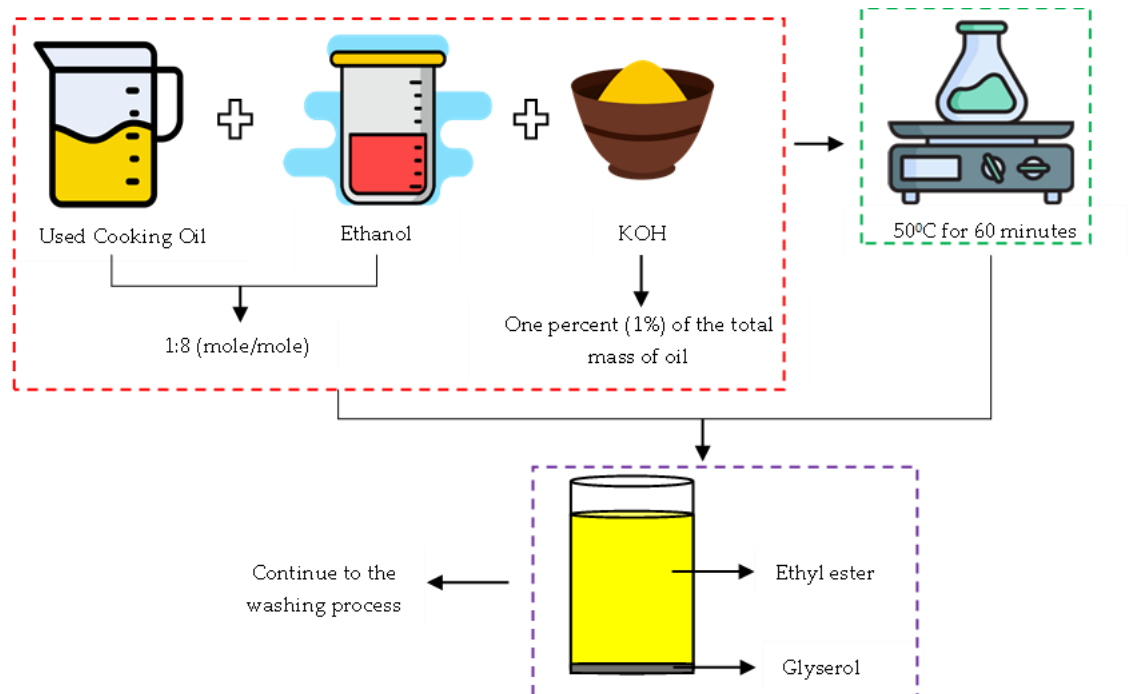 Used Cooking Oil
Ethanol
KOH
50⁰C for 60 minutes
1:8 (mole/mole)
One percent (1%) of the total
mass of oil
Continue to the
washing process
Ethyl ester
Glyserol